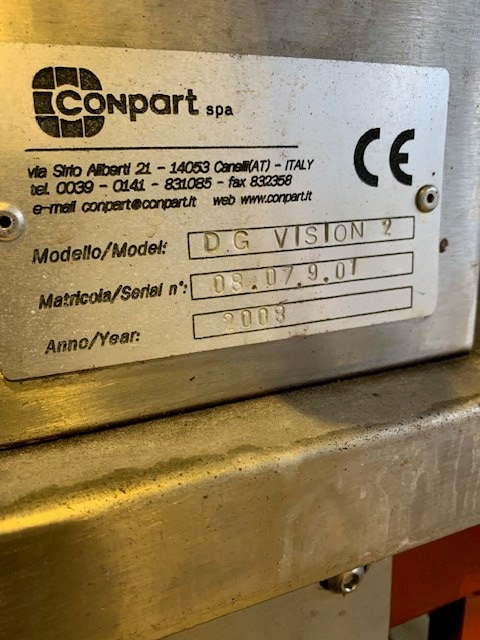 CONPART spa
via Sirio Aliberti 21 - 14053 Canelli(AT) - ITALY
tel. 0039 - 0141 - 831085 - fax 832358
e-mail conpart@conpart.it web www.conpart.it
CE
Modello/Model: D.G VISION 2
Matricola/Serial n°: 08.07.9.01
Anno/Year: 2008